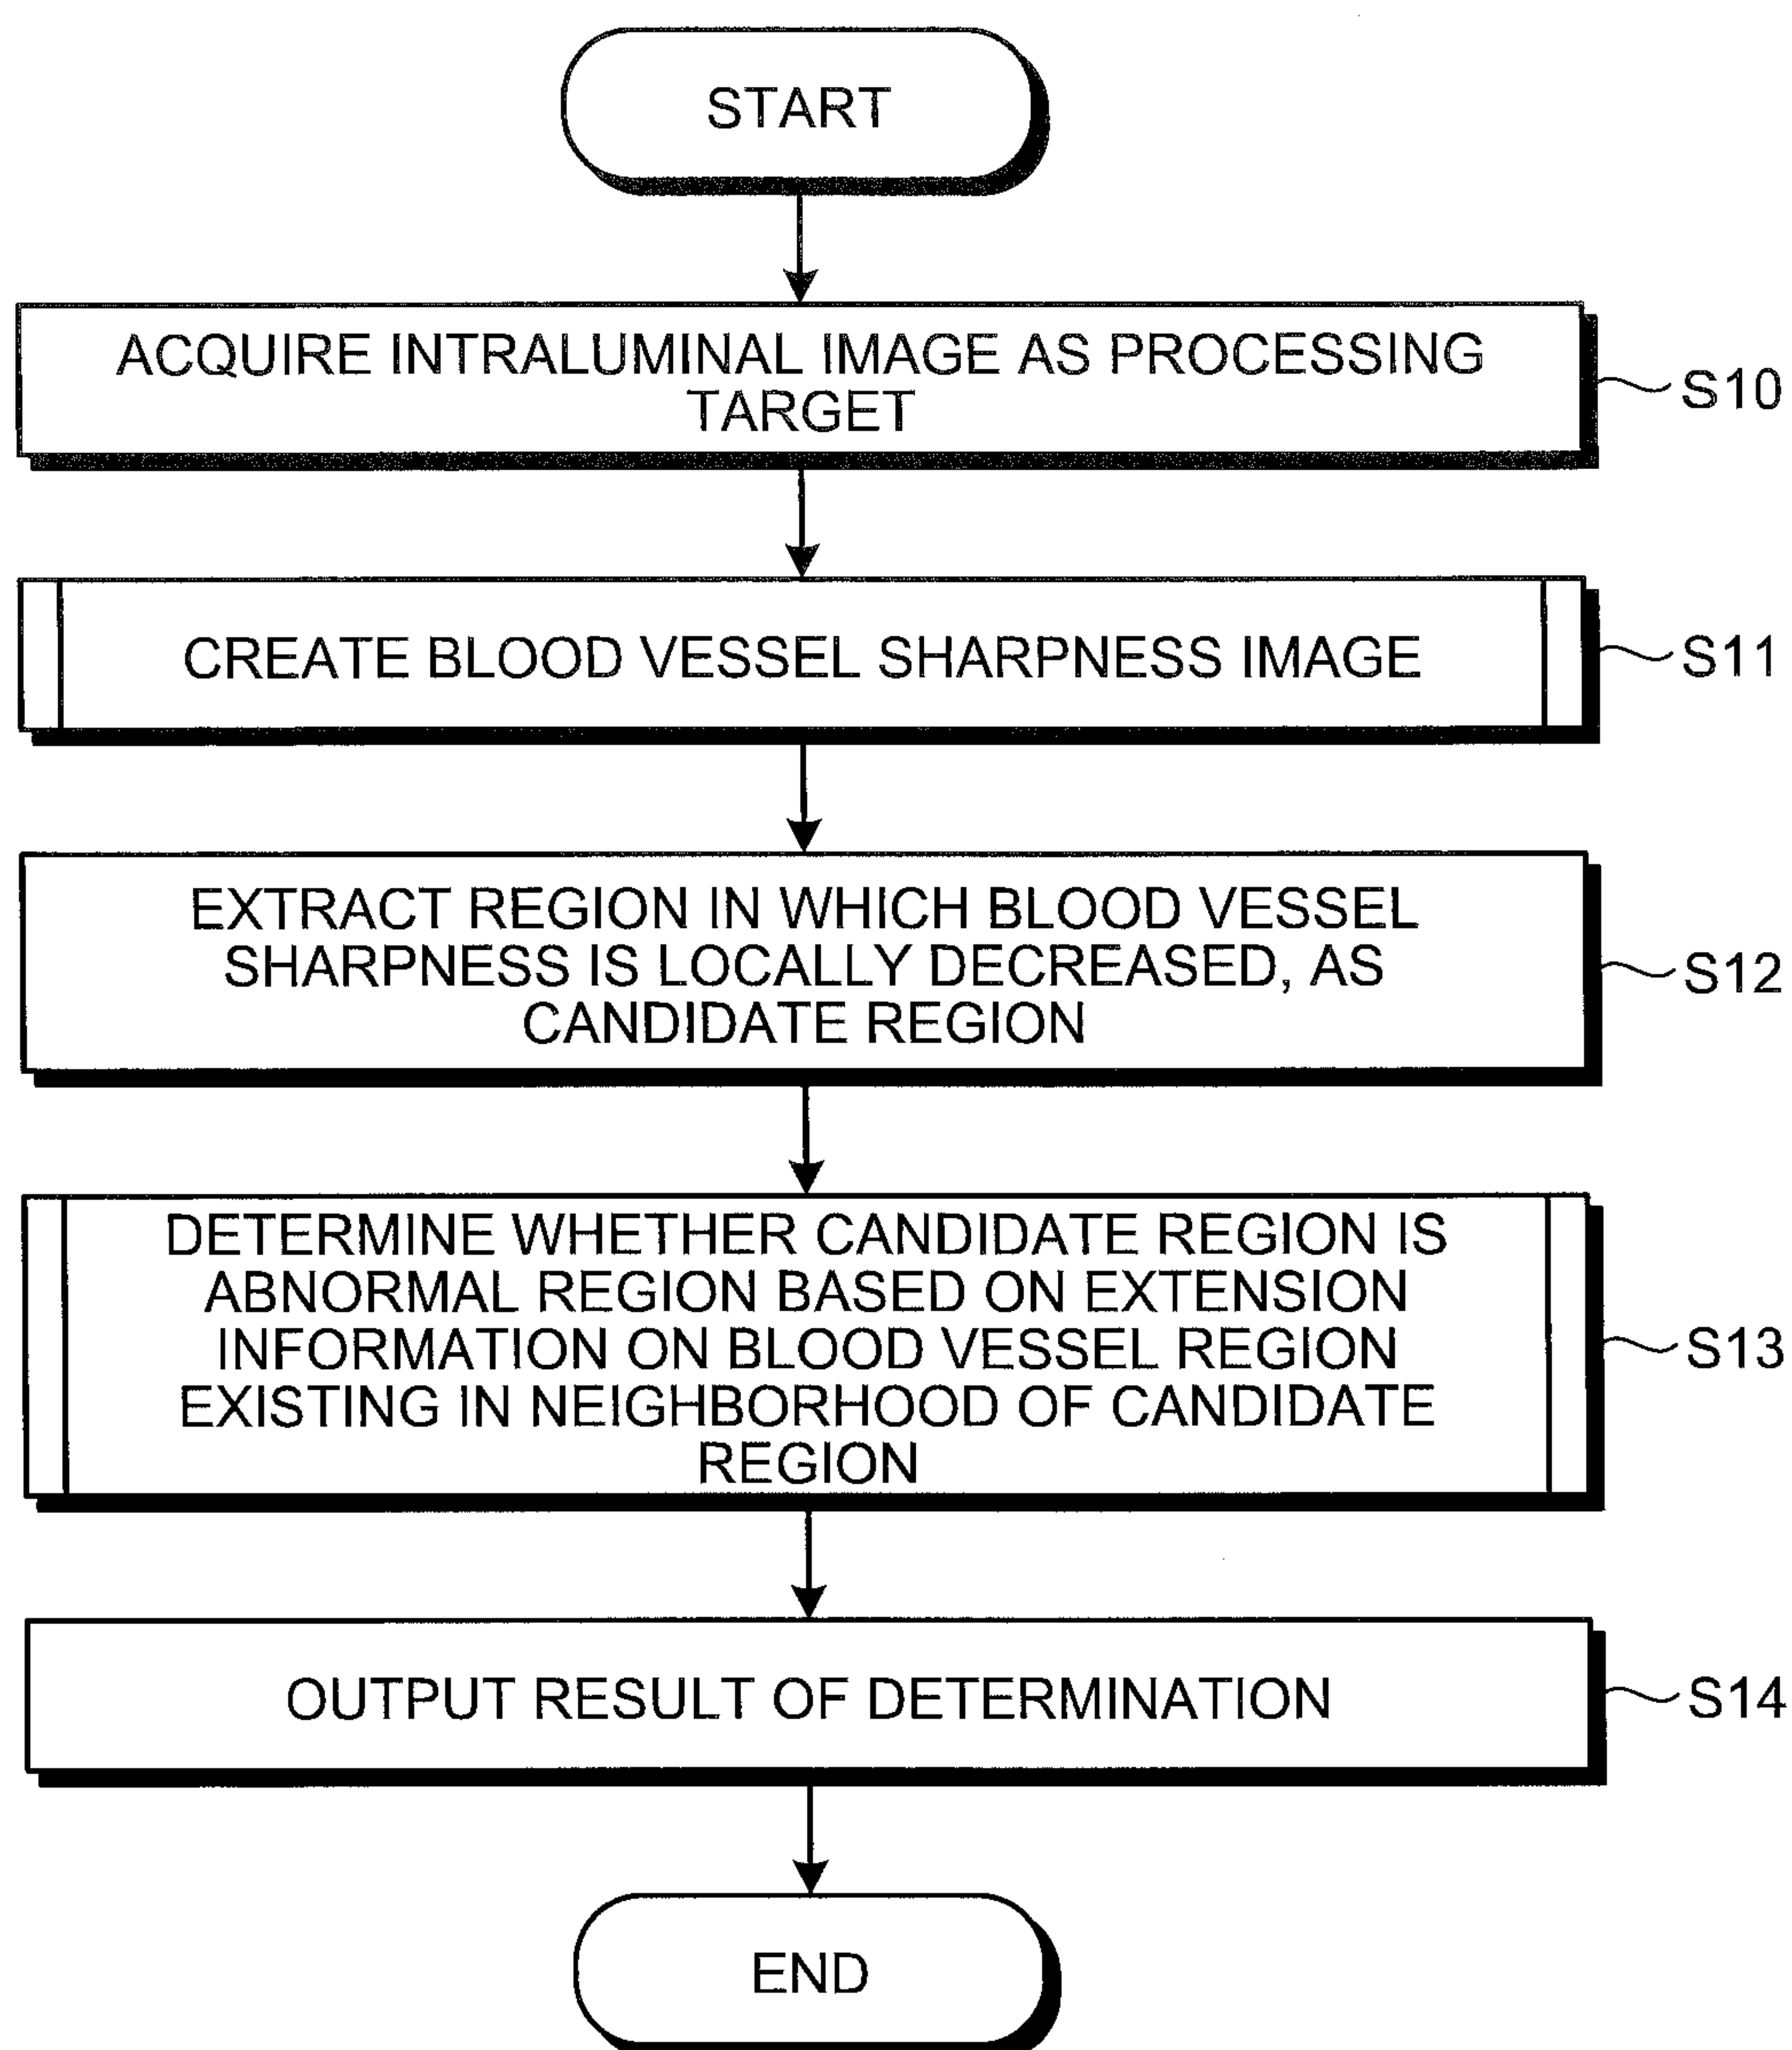 START
ACQUIRE INTRALUMINAL IMAGE AS PROCESSING
TARGET
S10
CREATE BLOOD VESSEL SHARPNESS IMAGE
S11
EXTRACT REGION IN WHICH BLOOD VESSEL
SHARPNESS IS LOCALLY DECREASED, AS
CANDIDATE REGION
S12
DETERMINE WHETHER CANDIDATE REGION IS
ABNORMAL REGION BASED ON EXTENSION
INFORMATION ON BLOOD VESSEL REGION
EXISTING IN NEIGHBORHOOD OF CANDIDATE
REGION
S13
OUTPUT RESULT OF DETERMINATION
S14
END